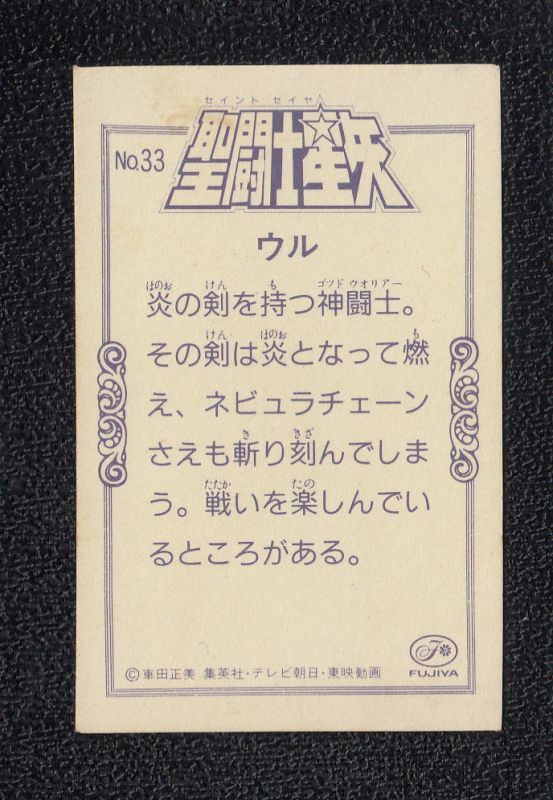 セイント セイヤ
No.33
聖闘士星矢
ウル
ほのお けん も ゴッド ウオリアー
炎の剣を持つ神闘士。
けん ほのお も
その剣は炎となって燃
え、ネビュラチェーン
き きざ
さえも斬り刻んでしま
たたか たの
う。戦いを楽しんでい
るところがある。
F
©車田正美 集英社・テレビ朝日・東映動画
FUJIYA